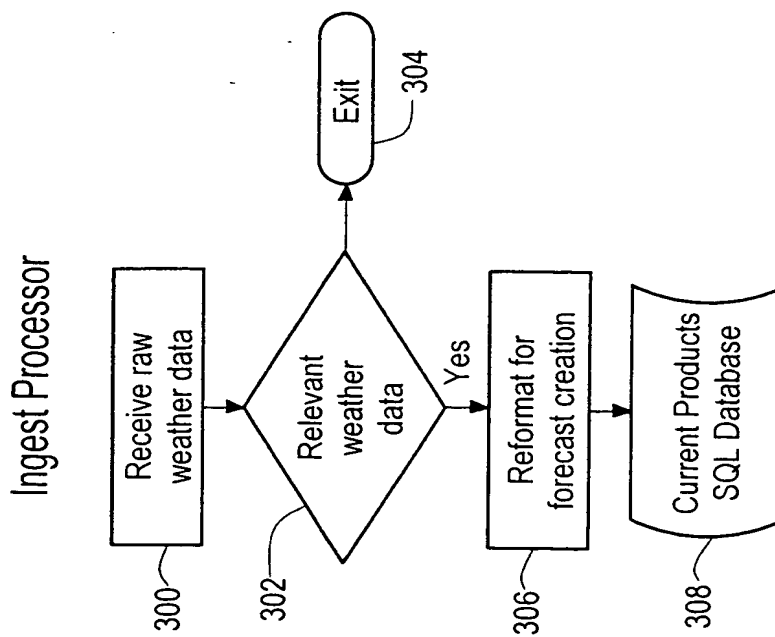 Ingest Processor
300
Receive raw
weather data
302
Relevant
weather
data
Exit
304
Yes
306
Reformat for
forecast creation
308
Current Products
SQL Database